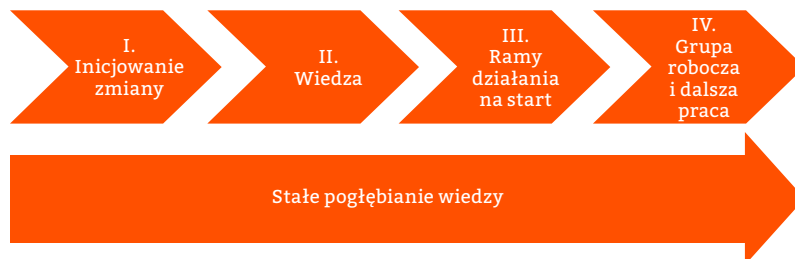 I.
Inicjowanie
zmiany
II.
Wiedza
III.
Ramy
działania
na start
IV.
Grupa
robocza
i dalsza
praca
Stałe pogłębianie wiedzy